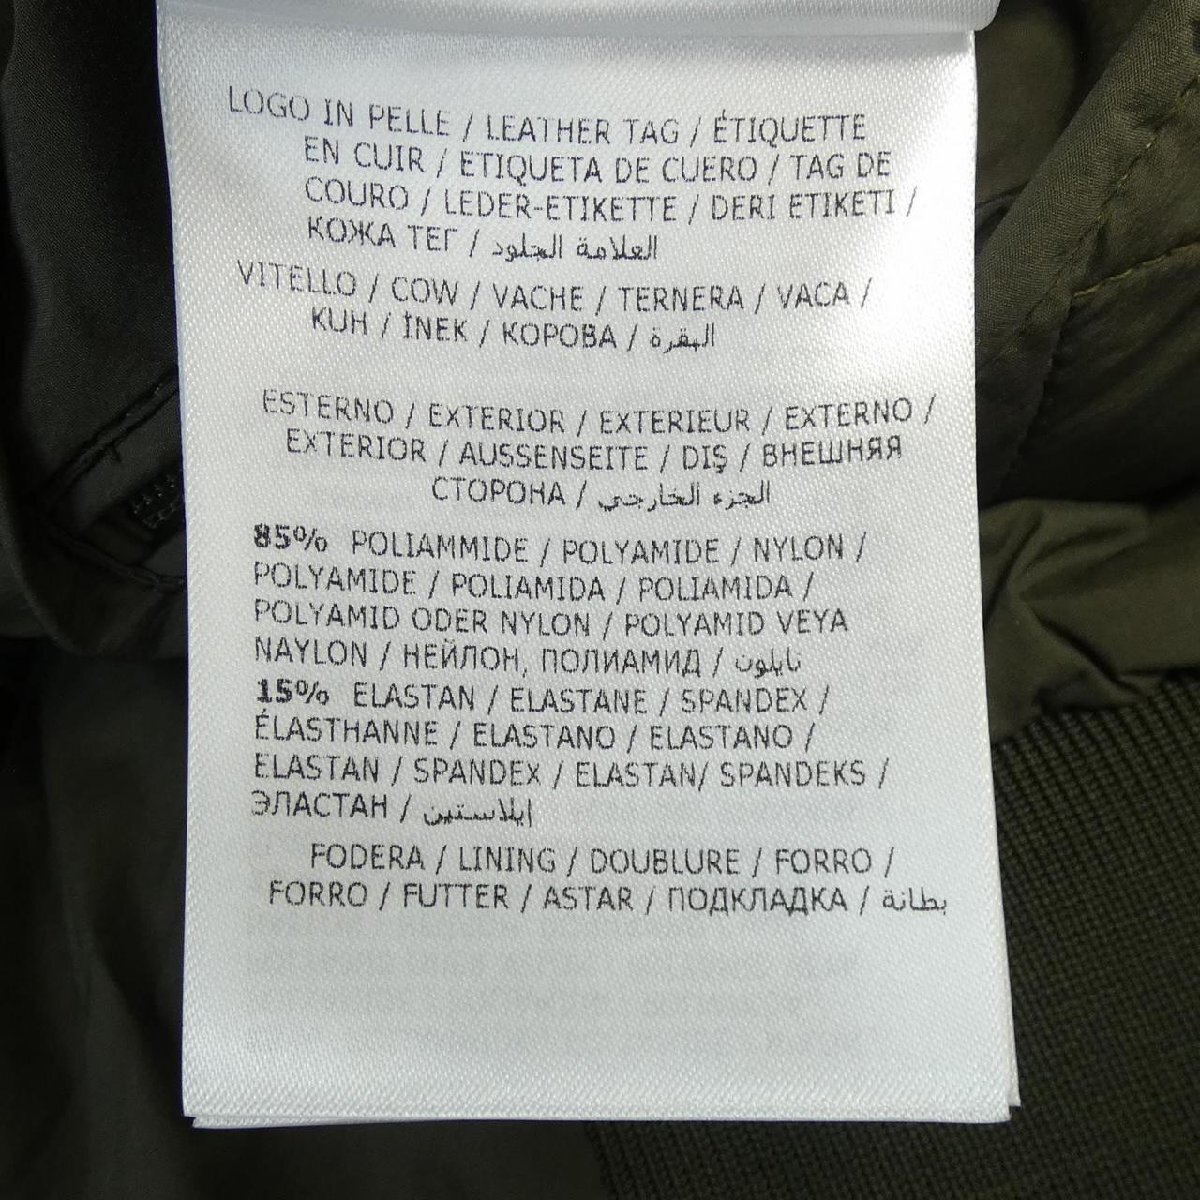 LOGO IN PELLE / LEATHER TAG / ÉTIQUETTE
EN CUIR / ETIQUETA DE CUERO / TAG DE
COURO / LEDER-ETIKETTE / DERI ETIKETI /
КОЖА ТЕГ / العلامة الجلود
VITELLO / COW / VACHE / TERNERA / VACA /
KUH / İNEK / КОРОВА / البقرة
ESTERNO / EXTERIOR / EXTERIEUR / EXTERNO /
EXTERIOR / AUSSENSEITE / DIŞ / ВНЕШНЯЯ
СТОРОНА / الجزء الخارجي
85% POLIAMMIDE / POLYAMIDE / NYLON /
POLYAMIDE / POLIAMIDA / POLIAMIDA /
POLYAMID ODER NYLON / POLYAMID VEYA
NAYLON / НЕЙЛОН, ПОЛИАМИД / نايلون
15% ELASTAN / ELASTANE / SPANDEX /
ÉLASTHANNE / ELASTANO / ELASTANO /
ELASTAN / SPANDEX / ELASTAN/ SPANDEKS /
ЭЛАСТАН / إيلاستين
FODERA / LINING / DOUBLURE / FORRO /
FORRO / FUTTER / ASTAR / ПОДКЛАДКА / بطانة